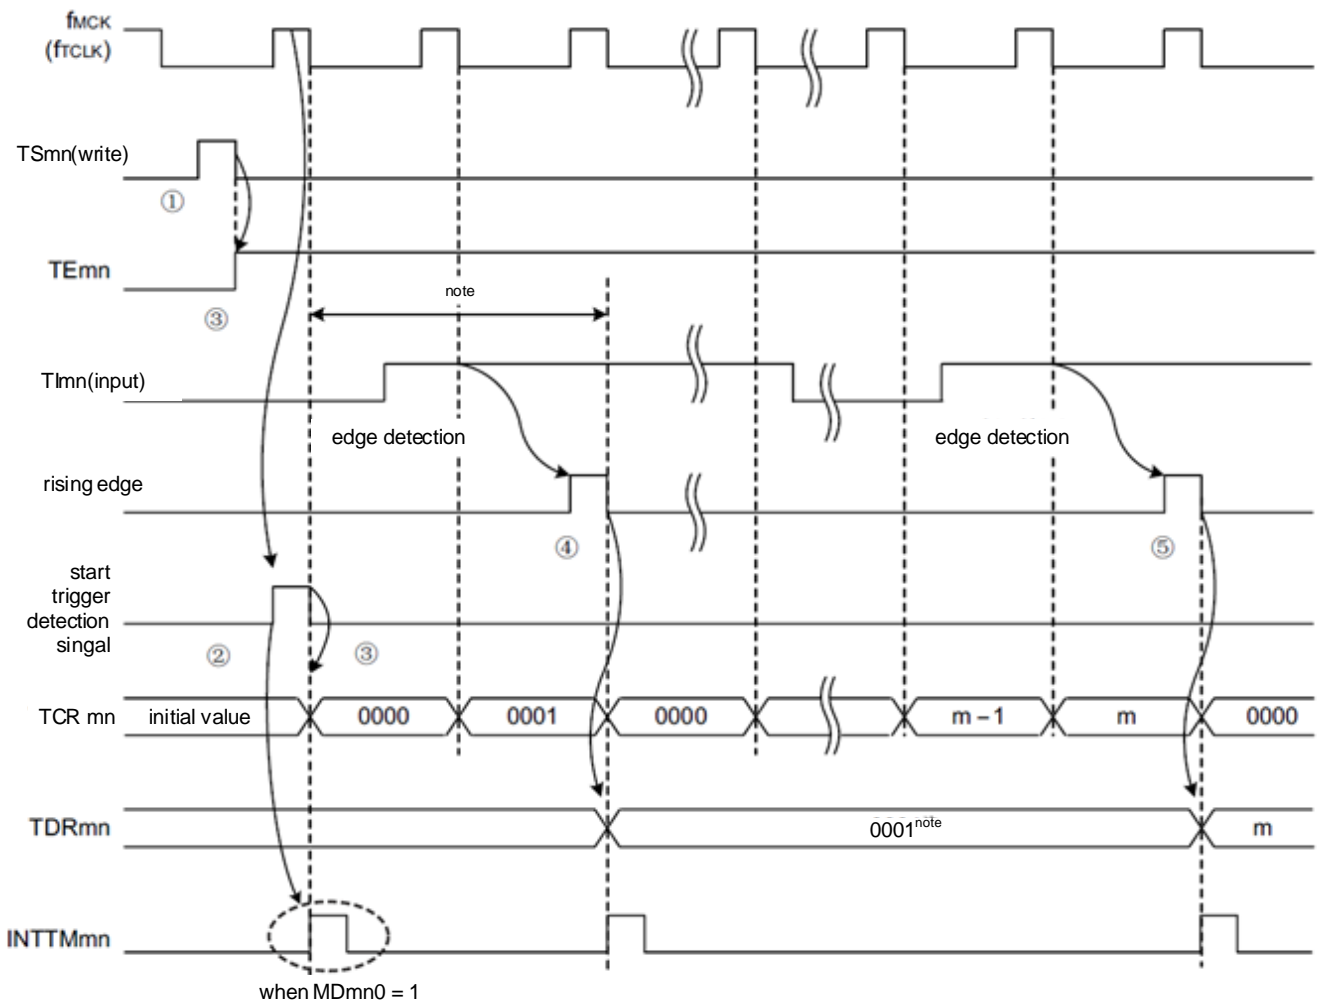 fMCK
(fTCLK)
TSmn(write)
①
TEmn
③
note
TImn(input)
edge detection
edge detection
rising edge
④
⑤
start
trigger
detection
singal
②
③
TCR mn
initial value
0000
0001
0000
m – 1
m
0000
TDRmn
0001note
m
INTTMmn
when MDmn0 = 1